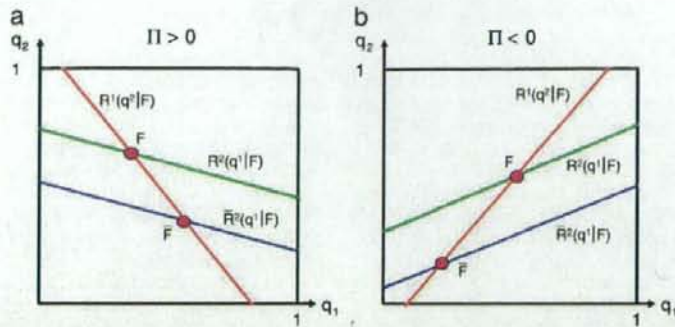 a
Π > 0
q₂
1
R¹(q²|F)
F
R²(q¹|F)
R̄²(q¹|F)
F̄
1
q₁
b
Π < 0
q₂
1
R¹(q²|F)
F
R²(q¹|F)
R̄²(q¹|F)
F̄
1
q₁